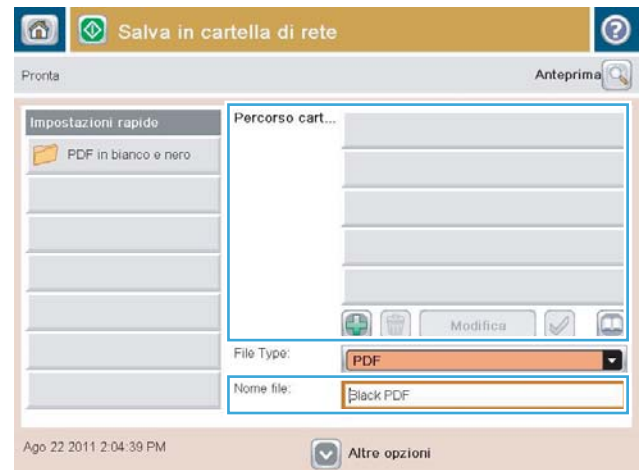 Salva in cartella di rete
Pronta
Anteprima
Impostazioni rapide
PDF in bianco e nero
Percorso cart...
Modifica
File Type:
PDF
Nome file:
Black PDF
Ago 22 2011 2:04:39 PM
Altre opzioni